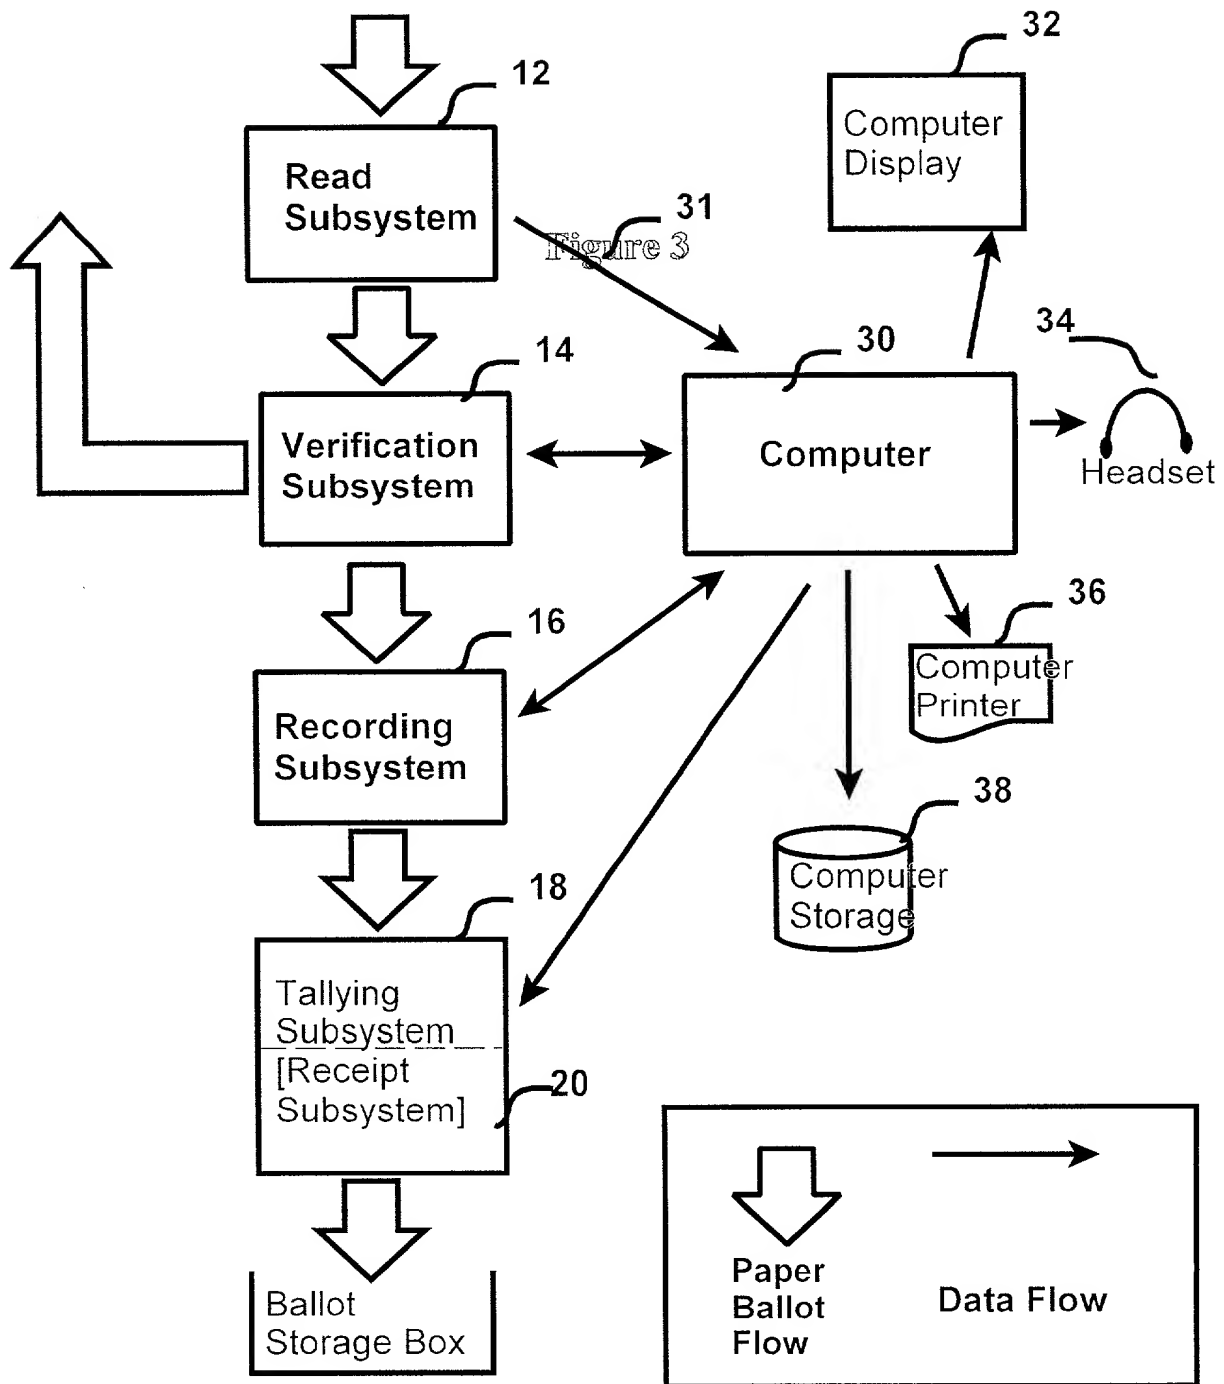 32
12
Computer
Display
Read
Subsystem
31
Figure 3
34
30
14
Verification
Subsystem
Computer
Headset
16
36
Computer
Printer
Recording
Subsystem
38
Computer
Storage
18
Tallying
Subsystem
[Receipt
Subsystem]
20
Paper
Ballot
Flow
Data Flow
Ballot
Storage Box